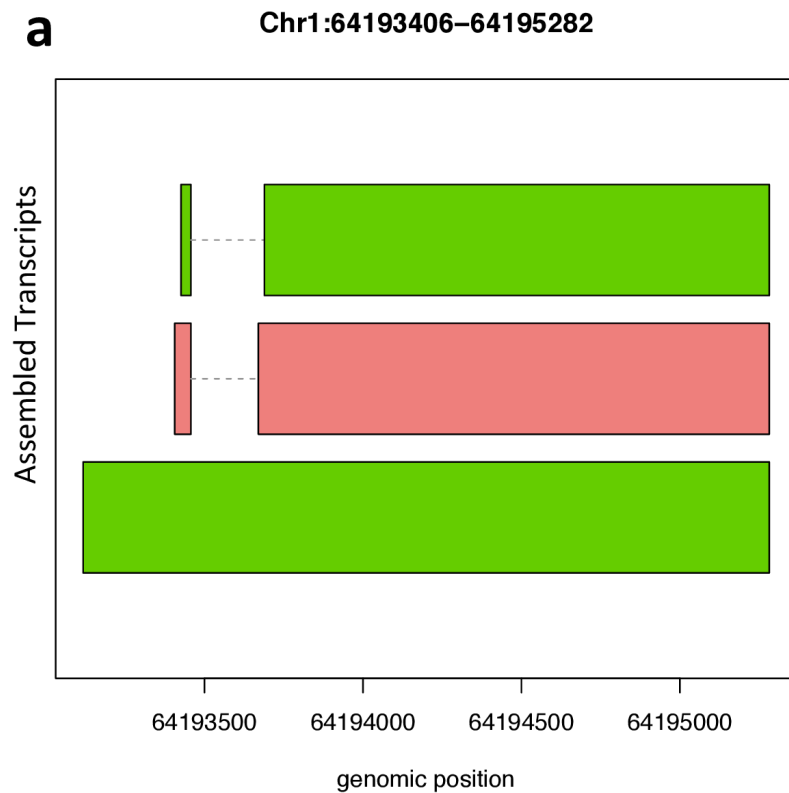 a
Chr1:64193406–64195282
Assembled Transcripts
64193500 64194000 64194500 64195000
genomic position